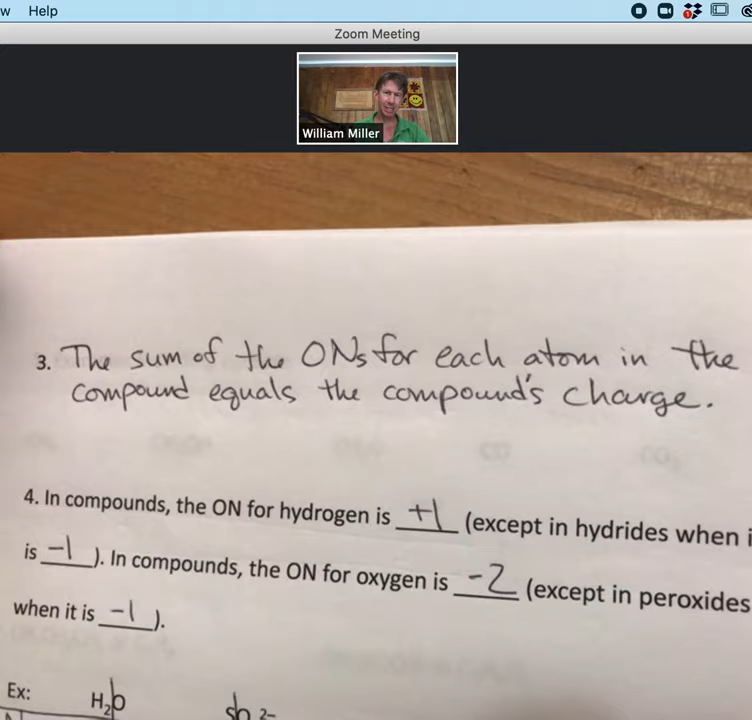 w Help
Zoom Meeting
William Miller
3. The sum of the ONs for each atom in the
compound equals the compound's charge.
4. In compounds, the ON for hydrogen is +1 (except in hydrides when i
is -1 ). In compounds, the ON for oxygen is -2 (except in peroxides
when it is -1 ).
Ex: H₂
2-